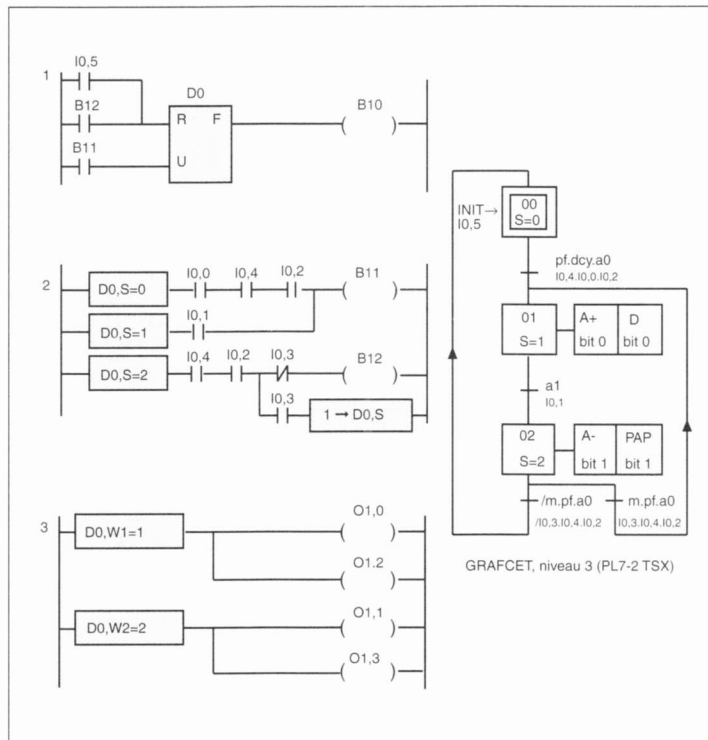 1
I0,5
B12
B11
D0
R F
U
B10
2
D0,S=0
I0,0
I0,4
I0,2
B11
D0,S=1
I0,1
D0,S=2
I0,4
I0,2
I0,3
B12
I0,3
1 → D0,S
3
D0,W1=1
O1,0
O1.2
D0,W2=2
O1,1
O1,3
INIT→
I0,5
00
S=0
pf.dcy.a0
I0,4.I0,0.I0,2
01
S=1
A+
bit 0
D
bit 0
a1
I0,1
02
S=2
A-
bit 1
PAP
bit 1
/m.pf.a0
/I0,3.I0,4.I0,2
m.pf.a0
I0,3.I0,4.I0,2
GRAFCET, niveau 3 (PL7-2 TSX)